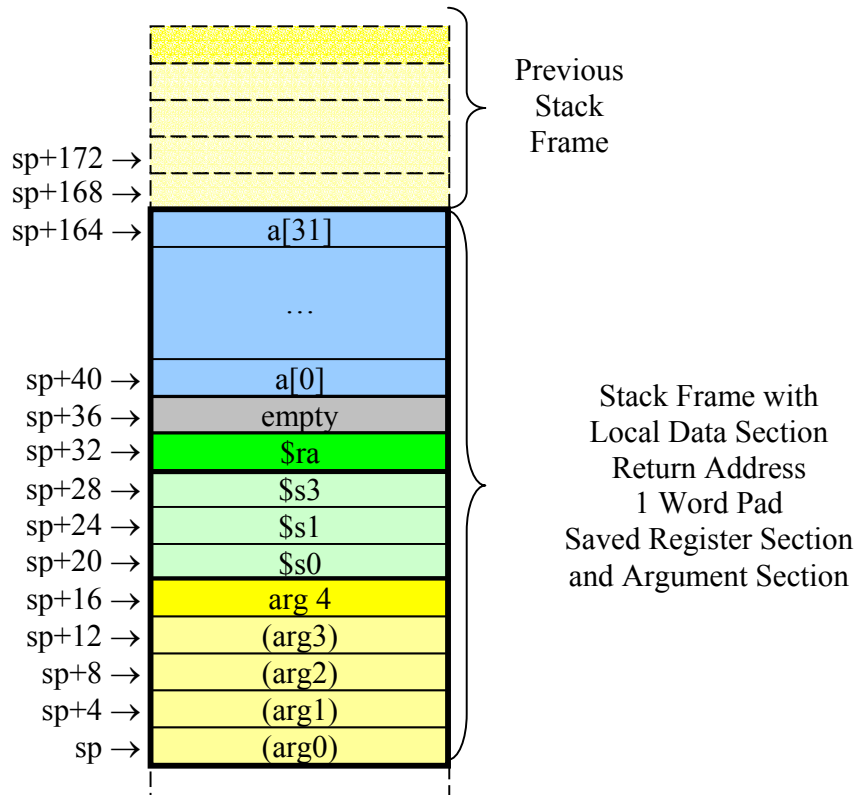 Previous
Stack
Frame
sp+172 →
sp+168 →
sp+164 → a[31]
…
sp+40 → a[0]
sp+36 → empty
sp+32 → $ra
sp+28 → $s3
sp+24 → $s1
sp+20 → $s0
sp+16 → arg 4
sp+12 → (arg3)
sp+8 → (arg2)
sp+4 → (arg1)
sp → (arg0)
Stack Frame with
Local Data Section
Return Address
1 Word Pad
Saved Register Section
and Argument Section